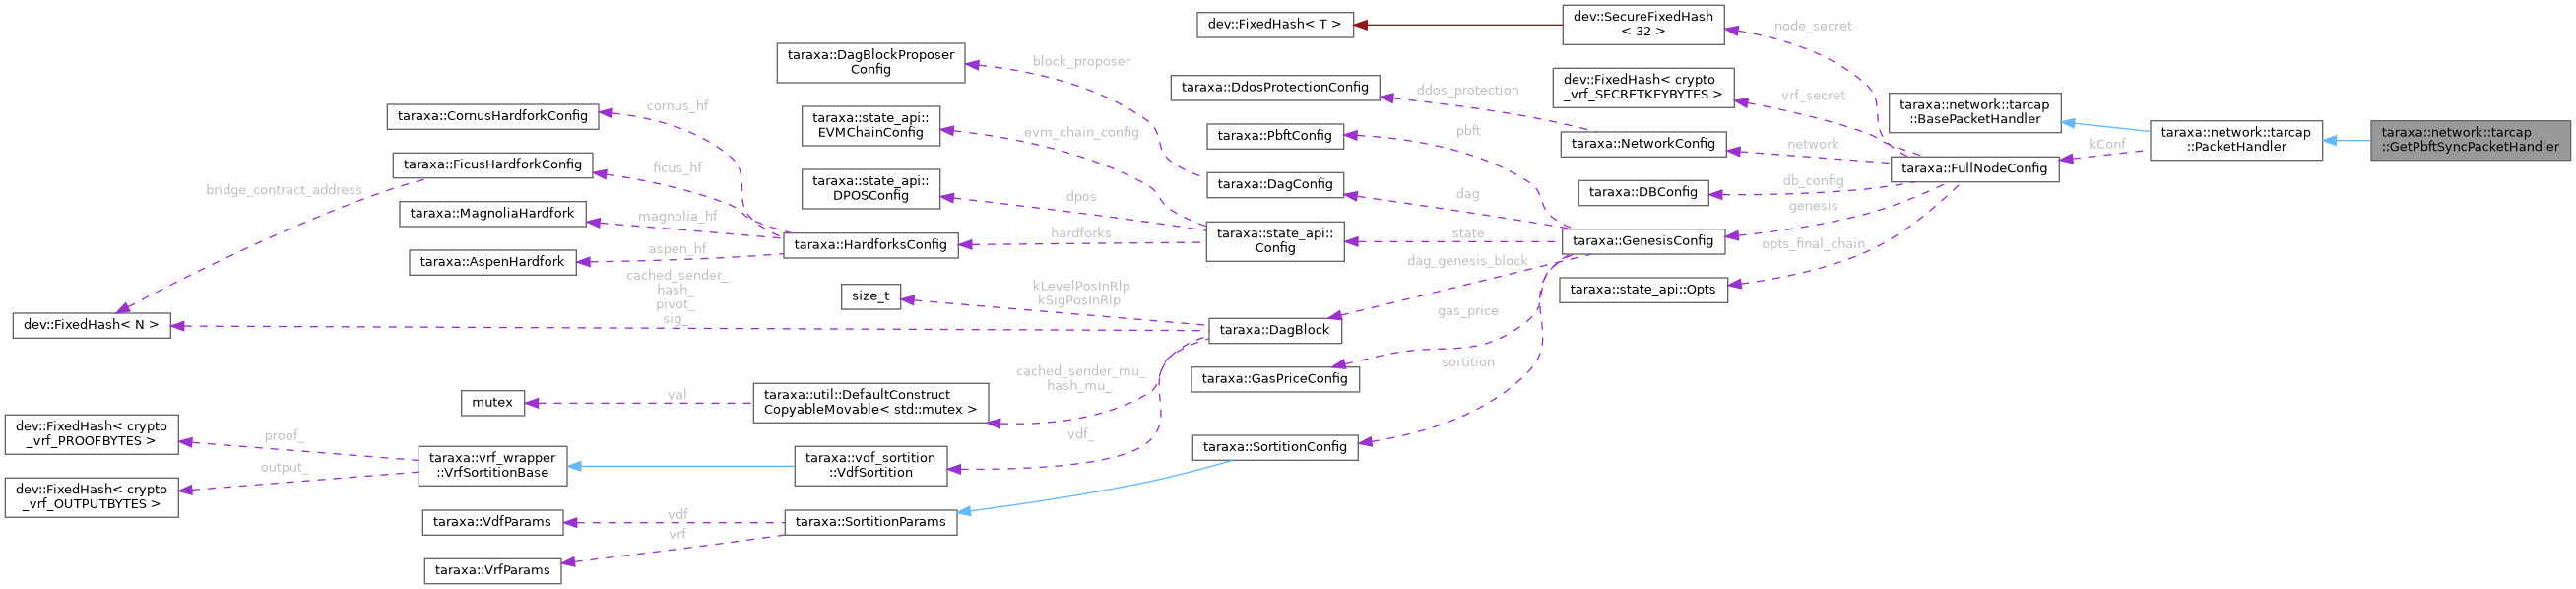 dev::FixedHash< T >
dev::SecureFixedHash
< 32 >
node_secret
taraxa::DagBlockProposer
Config
block_proposer
taraxa::DdosProtectionConfig
ddos_protection
dev::FixedHash< crypto
_vrf_SECRETKEYBYTES >
vrf_secret
taraxa::network::tarcap
::BasePacketHandler
taraxa::CornusHardforkConfig
cornus_hf
taraxa::state_api::
EVMChainConfig
evm_chain_config
taraxa::PbftConfig
pbft
taraxa::NetworkConfig
network
taraxa::network::tarcap
::PacketHandler
kConf
taraxa::network::tarcap
::GetPbftSyncPacketHandler
taraxa::FicusHardforkConfig
ficus_hf
bridge_contract_address
taraxa::FullNodeConfig
taraxa::state_api::
DPOSConfig
dpos
taraxa::DagConfig
dag
taraxa::DBConfig
db_config
genesis
taraxa::MagnoliaHardfork
magnolia_hf
taraxa::HardforksConfig
hardforks
taraxa::state_api::
Config
state
taraxa::GenesisConfig
opts_final_chain
taraxa::AspenHardfork
aspen_hf
dag_genesis_block
cached_sender_
hash_
pivot_
sig_
size_t
kLevelPosInRlp
kSigPosInRlp
taraxa::state_api::Opts
dev::FixedHash< N >
taraxa::DagBlock
gas_price
taraxa::GasPriceConfig
sortition
cached_sender_mu_
hash_mu_
mutex
val
taraxa::util::DefaultConstruct
CopyableMovable< std::mutex >
dev::FixedHash< crypto
_vrf_PROOFBYTES >
proof_
vdf_
taraxa::SortitionConfig
taraxa::vrf_wrapper
::VrfSortitionBase
taraxa::vdf_sortition
::VdfSortition
output_
dev::FixedHash< crypto
_vrf_OUTPUTBYTES >
taraxa::VdfParams
vdf
taraxa::SortitionParams
vrf
taraxa::VrfParams